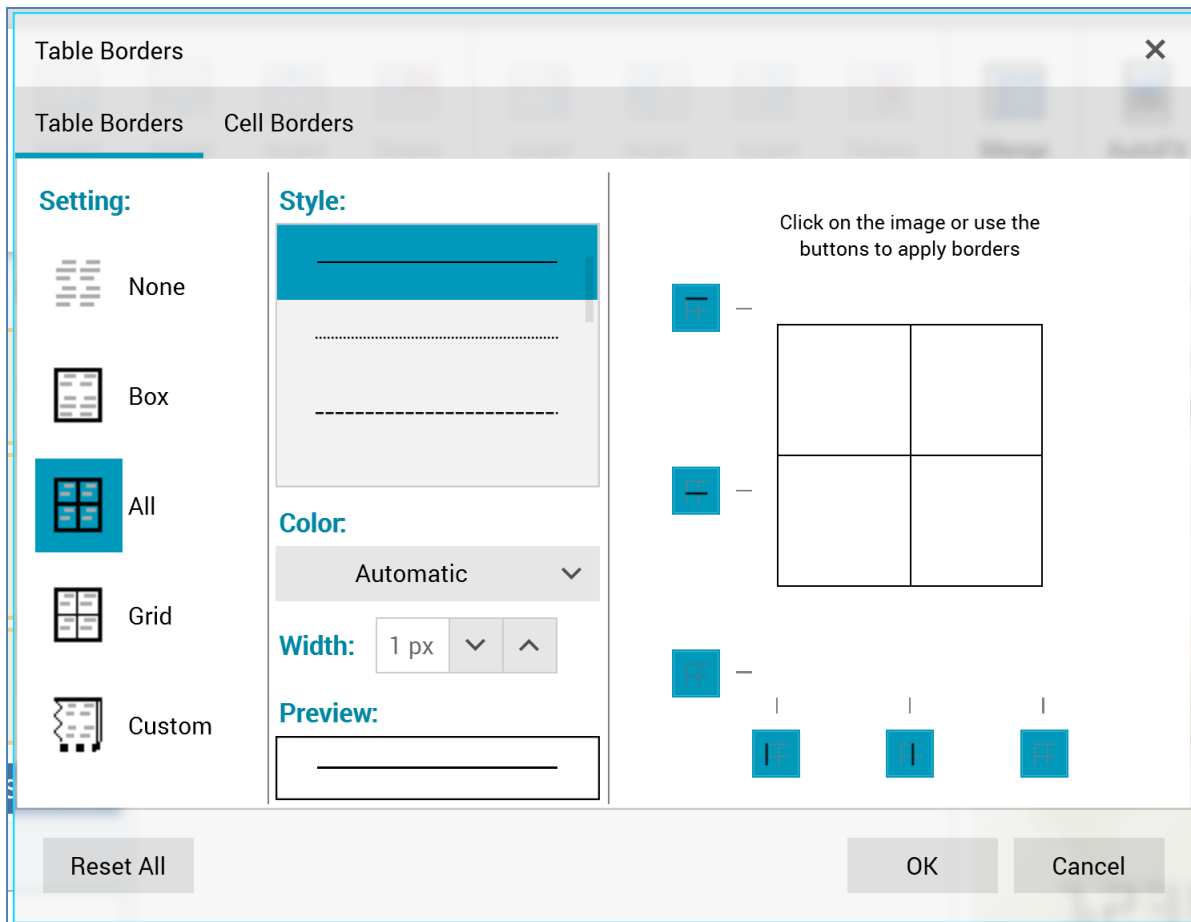 Table Borders
Table Borders
Cell Borders
Setting:
None
Box
All
Grid
Custom
Style:
Color:
Automatic
Width:
1 px
Preview:
Click on the image or use the
buttons to apply borders
Reset All
OK
Cancel